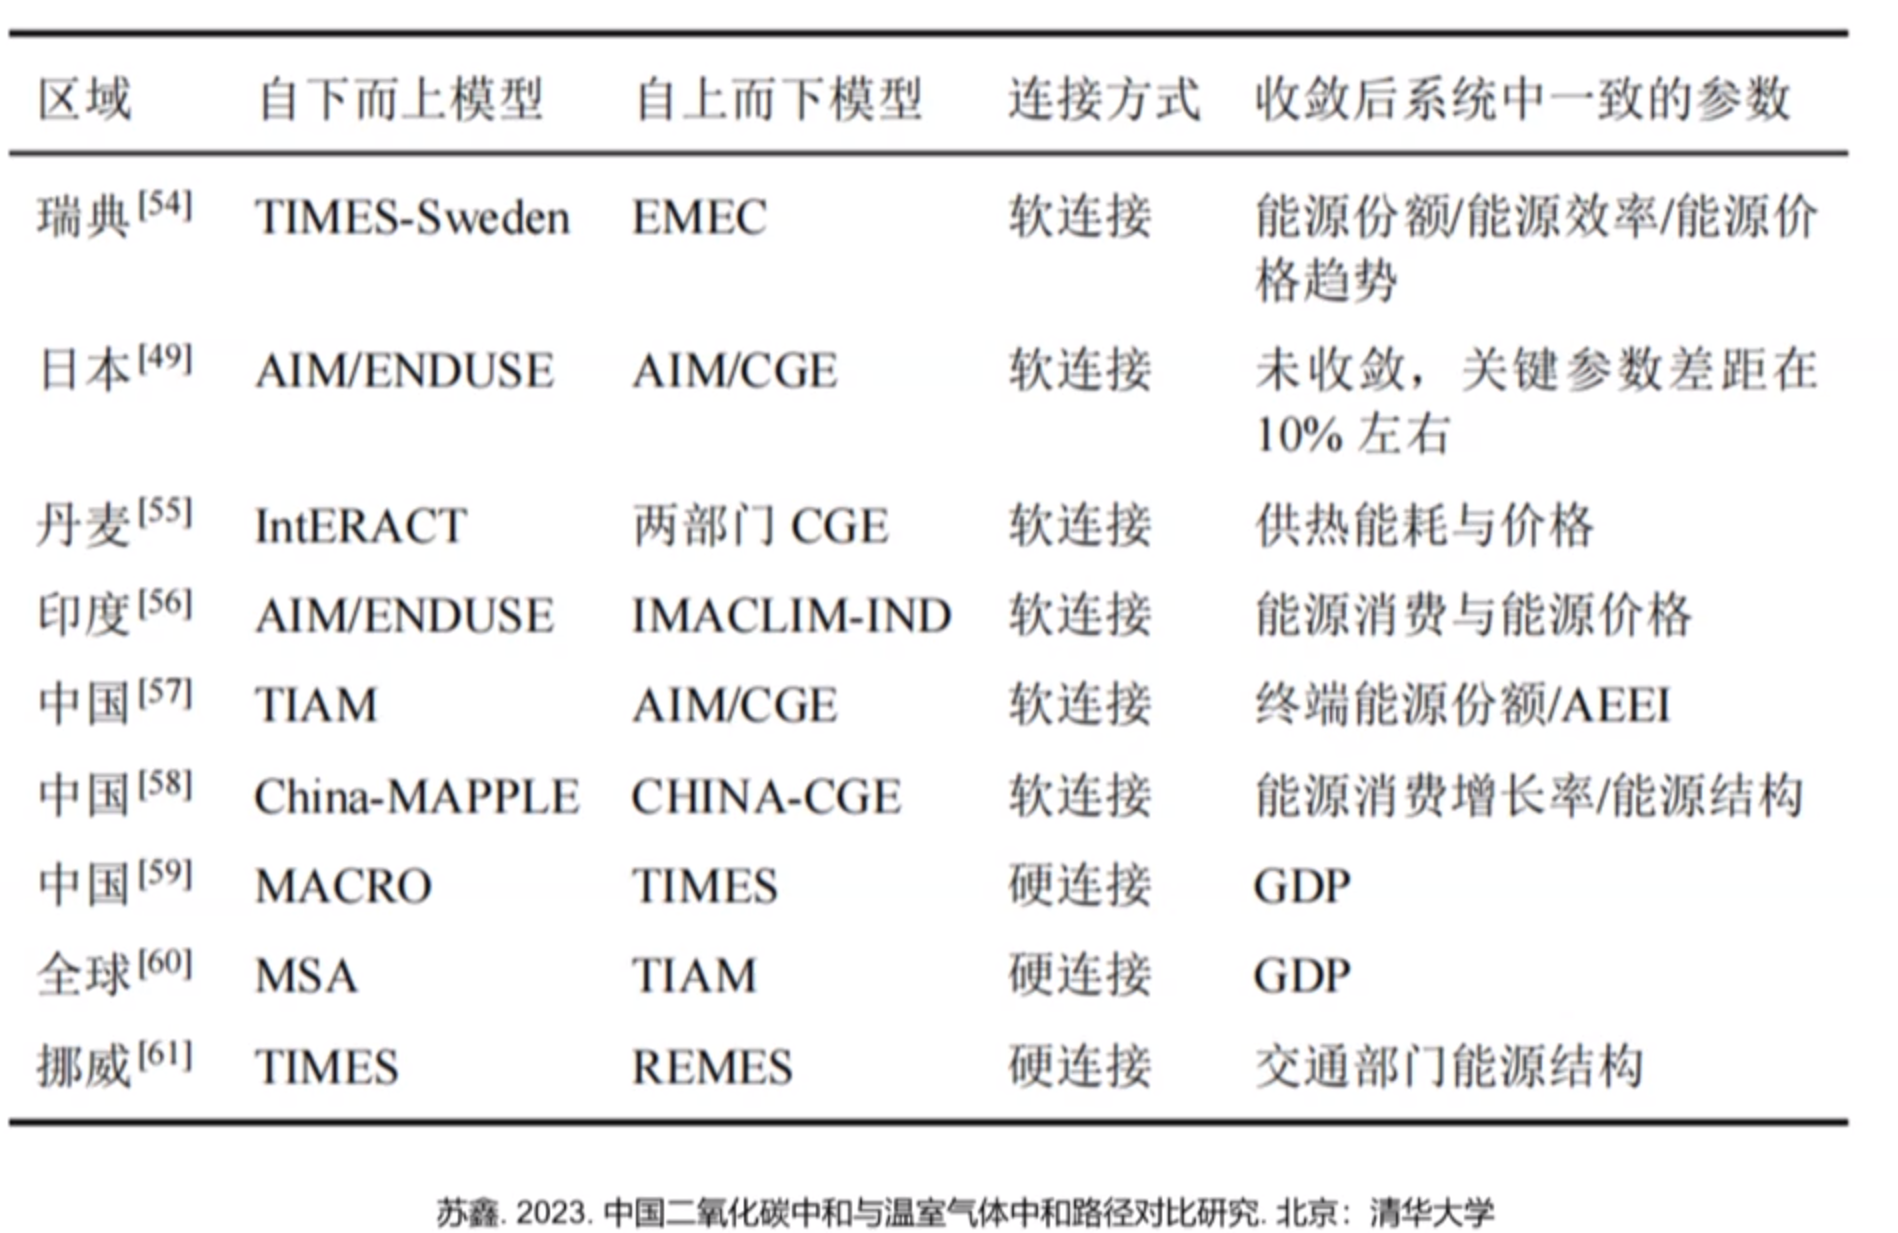 区域 自下而上模型 自上而下模型 连接方式 收敛后系统中一致的参数
瑞典[54] TIMES-Sweden EMEC 软连接 能源份额/能源效率/能源价
格趋势
日本[49] AIM/ENDUSE AIM/CGE 软连接 未收敛，关键参数差距在
10% 左右
丹麦[55] IntERACT 两部门 CGE 软连接 供热能耗与价格
印度[56] AIM/ENDUSE IMACLIM-IND 软连接 能源消费与能源价格
中国[57] TIAM AIM/CGE 软连接 终端能源份额/AEEI
中国[58] China-MAPPLE CHINA-CGE 软连接 能源消费增长率/能源结构
中国[59] MACRO TIMES 硬连接 GDP
全球[60] MSA TIAM 硬连接 GDP
挪威[61] TIMES REMES 硬连接 交通部门能源结构
苏鑫. 2023. 中国二氧化碳中和与温室气体中和路径对比研究. 北京：清华大学